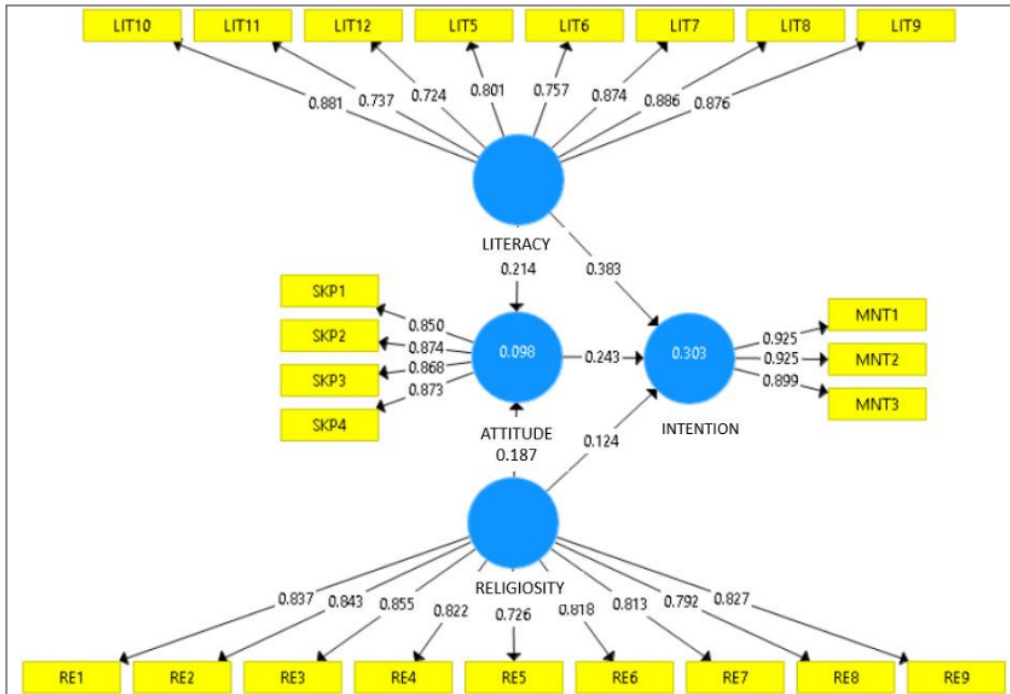 LIT10 LIT11 LIT12 LIT5 LIT6 LIT7 LIT8 LIT9
0.881 0.737 0.724 0.801 0.757 0.874 0.886 0.876
LITERACY
0.214 0.383
SKP1
SKP2
SKP3
SKP4
0.850
0.874
0.868
0.873
0.098
0.243
0.303
0.925
0.925
0.899
MNT1
MNT2
MNT3
ATTITUDE
0.187
INTENTION
0.124
RELIGIOSITY
0.837 0.843 0.855 0.822 0.726 0.818 0.813 0.792 0.827
RE1 RE2 RE3 RE4 RE5 RE6 RE7 RE8 RE9